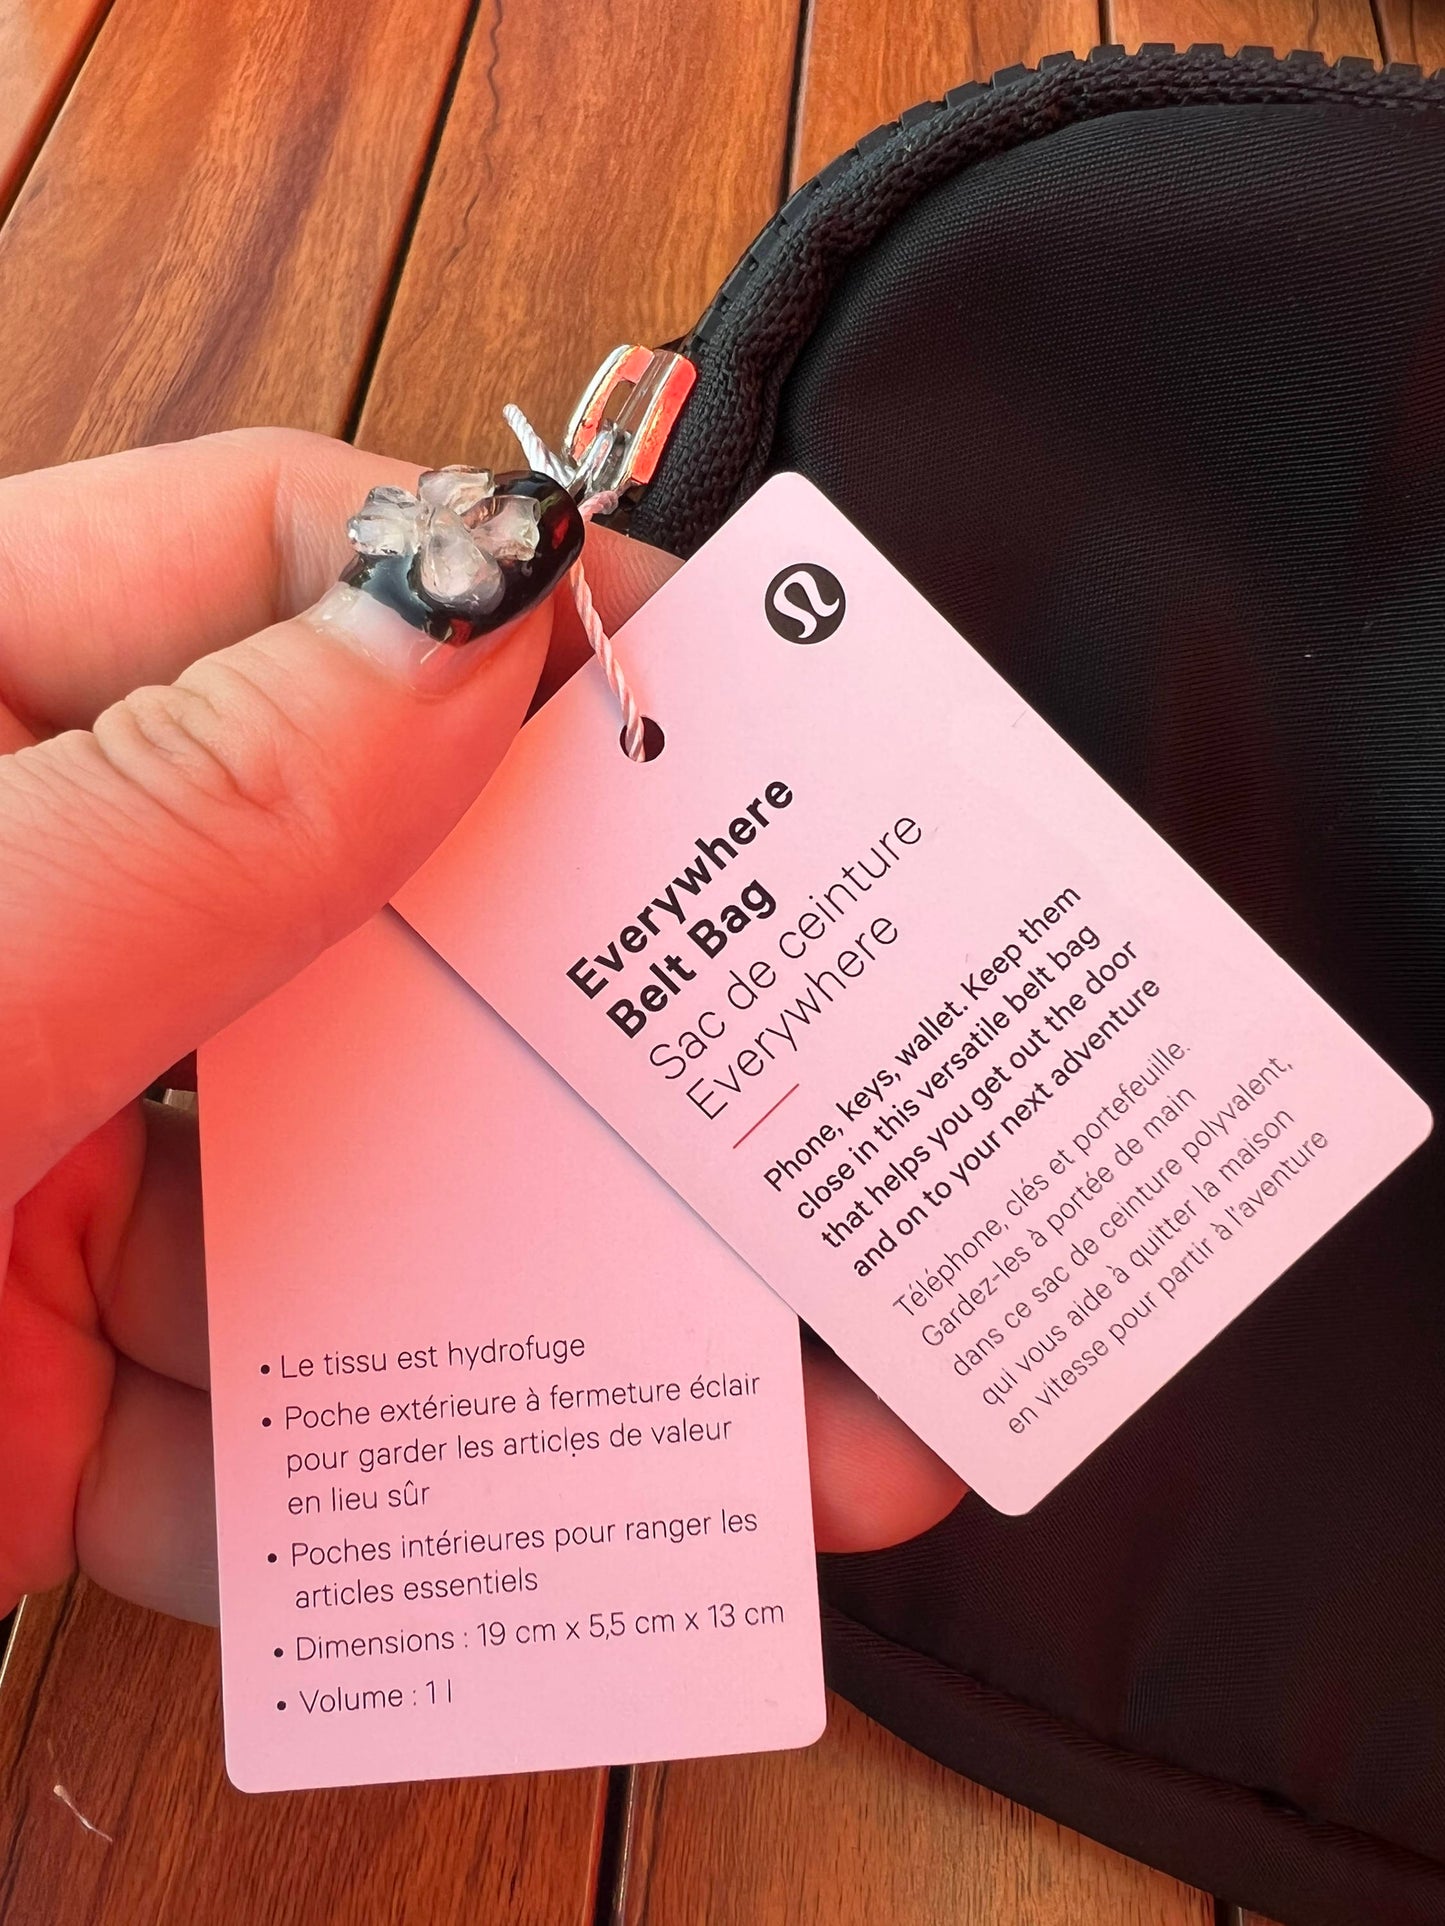 Everywhere
Belt Bag
Sac de ceinture
Everywhere
Phone, keys, wallet. Keep them
close in this versatile belt bag
that helps you get out the door
and on to your next adventure
Téléphone, clés et portefeuille.
Gardez-les à portée de main
dans ce sac de ceinture polyvalent,
qui vous aide à quitter la maison
en vitesse pour partir à l'aventure
• Le tissu est hydrofuge
• Poche extérieure à fermeture éclair
pour garder les articles de valeur
en lieu sûr
• Poches intérieures pour ranger les
articles essentiels
• Dimensions : 19 cm x 5,5 cm x 13 cm
• Volume : 1 l